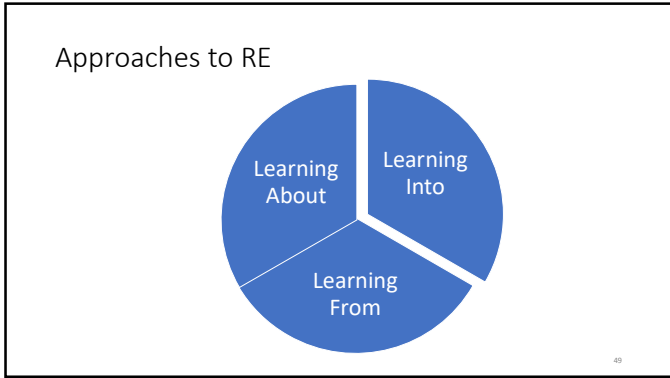 Approaches to RE
Learning
About
Learning
Into
Learning
From
49